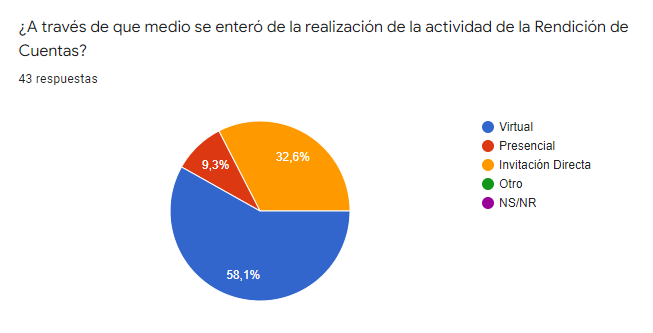 ¿A través de que medio se enteró de la realización de la actividad de la Rendición de
Cuentas?
43 respuestas
32,6%
9,3%
58,1%
Virtual
Presencial
Invitación Directa
Otro
NS/NR